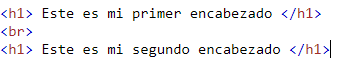 <h1> Este es mi primer encabezado </h1>
<br>
<h1> Este es mi segundo encabezado </h1>